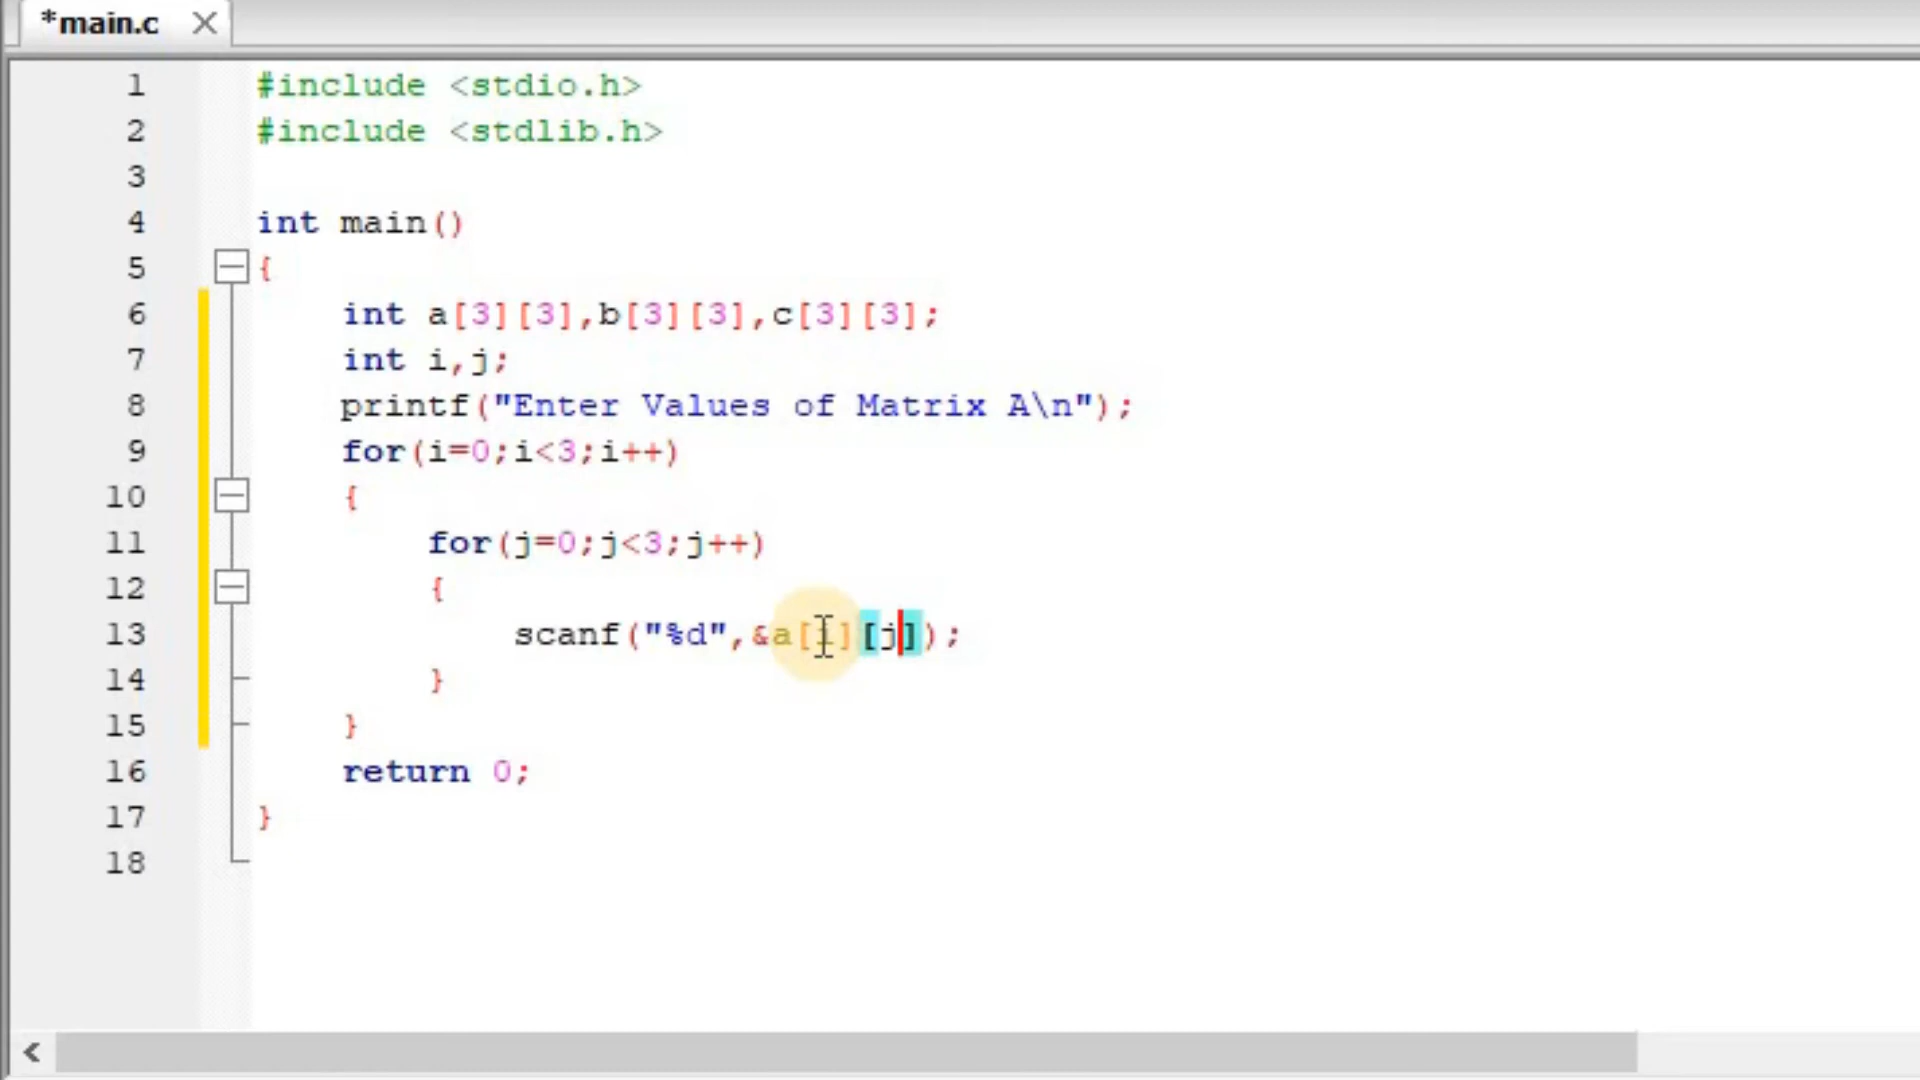 *main.c
1 #include <stdio.h>
2 #include <stdlib.h>
3
4 int main()
5 {
6 int a[3][3],b[3][3],c[3][3];
7 int i,j;
8 printf("Enter Values of Matrix A\n");
9 for(i=0;i<3;i++)
10 {
11 for(j=0;j<3;j++)
12 {
13 scanf("%d",&a[i][j]);
14 }
15 }
16 return 0;
17 }
18